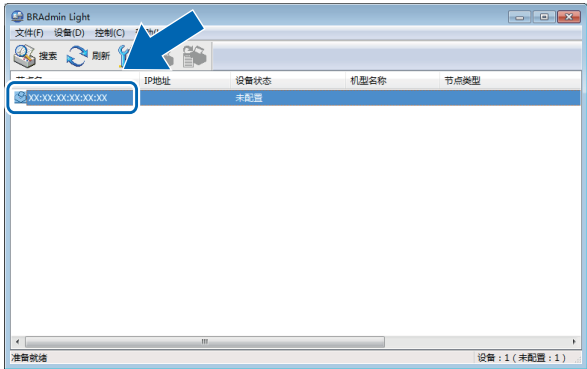 BRAdmin Light
文件(F) 设备(D) 控制(C)
搜索 刷新
IP地址 设备状态 机型名称 节点类型
XX:XX:XX:XX:XX:XX 未配置
准备就绪 设备：1（未配置：1）